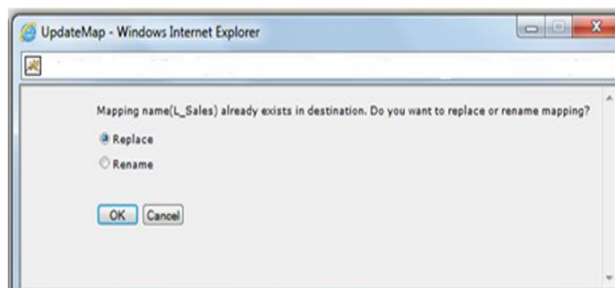 UpdateMap - Windows Internet Explorer
Mapping name(L_Sales) already exists in destination. Do you want to replace or rename mapping?
Replace
Rename
OK Cancel